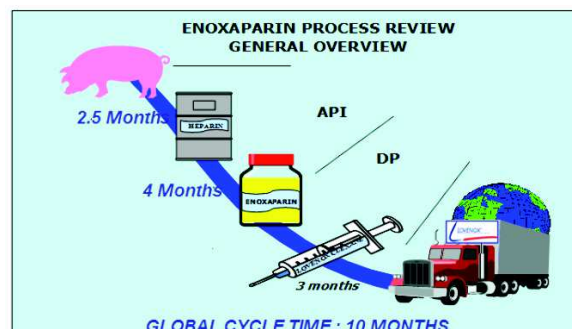 ENOXAPARIN PROCESS REVIEW
GENERAL OVERVIEW
2.5 Months
HEPARIN
API
4 Months
ENOXAPARIN
DP
LOVENOX
3 months
GLOBAL CYCLE TIME : 10 MONTHS